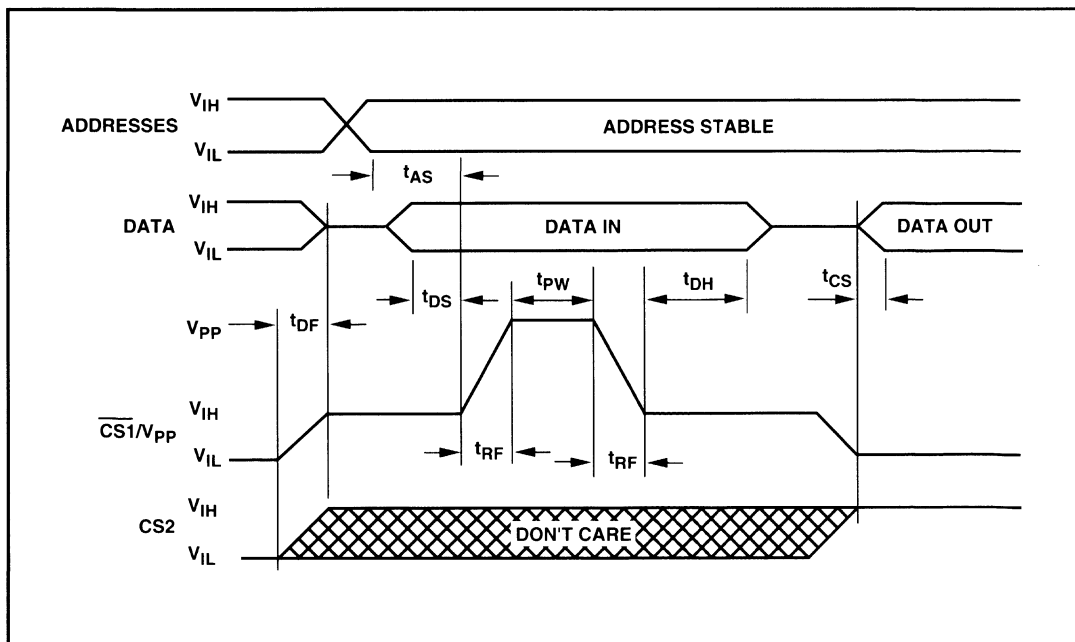 ADDRESSES
V_IH
V_IL
ADDRESS STABLE
t_AS
DATA
V_IH
V_IL
DATA IN
DATA OUT
t_DS
t_PW
t_DH
t_CS
t_DF
V_PP
C̅S̅1̅/V_PP
V_IH
V_IL
t_RF
t_RF
CS2
V_IH
V_IL
DON'T CARE